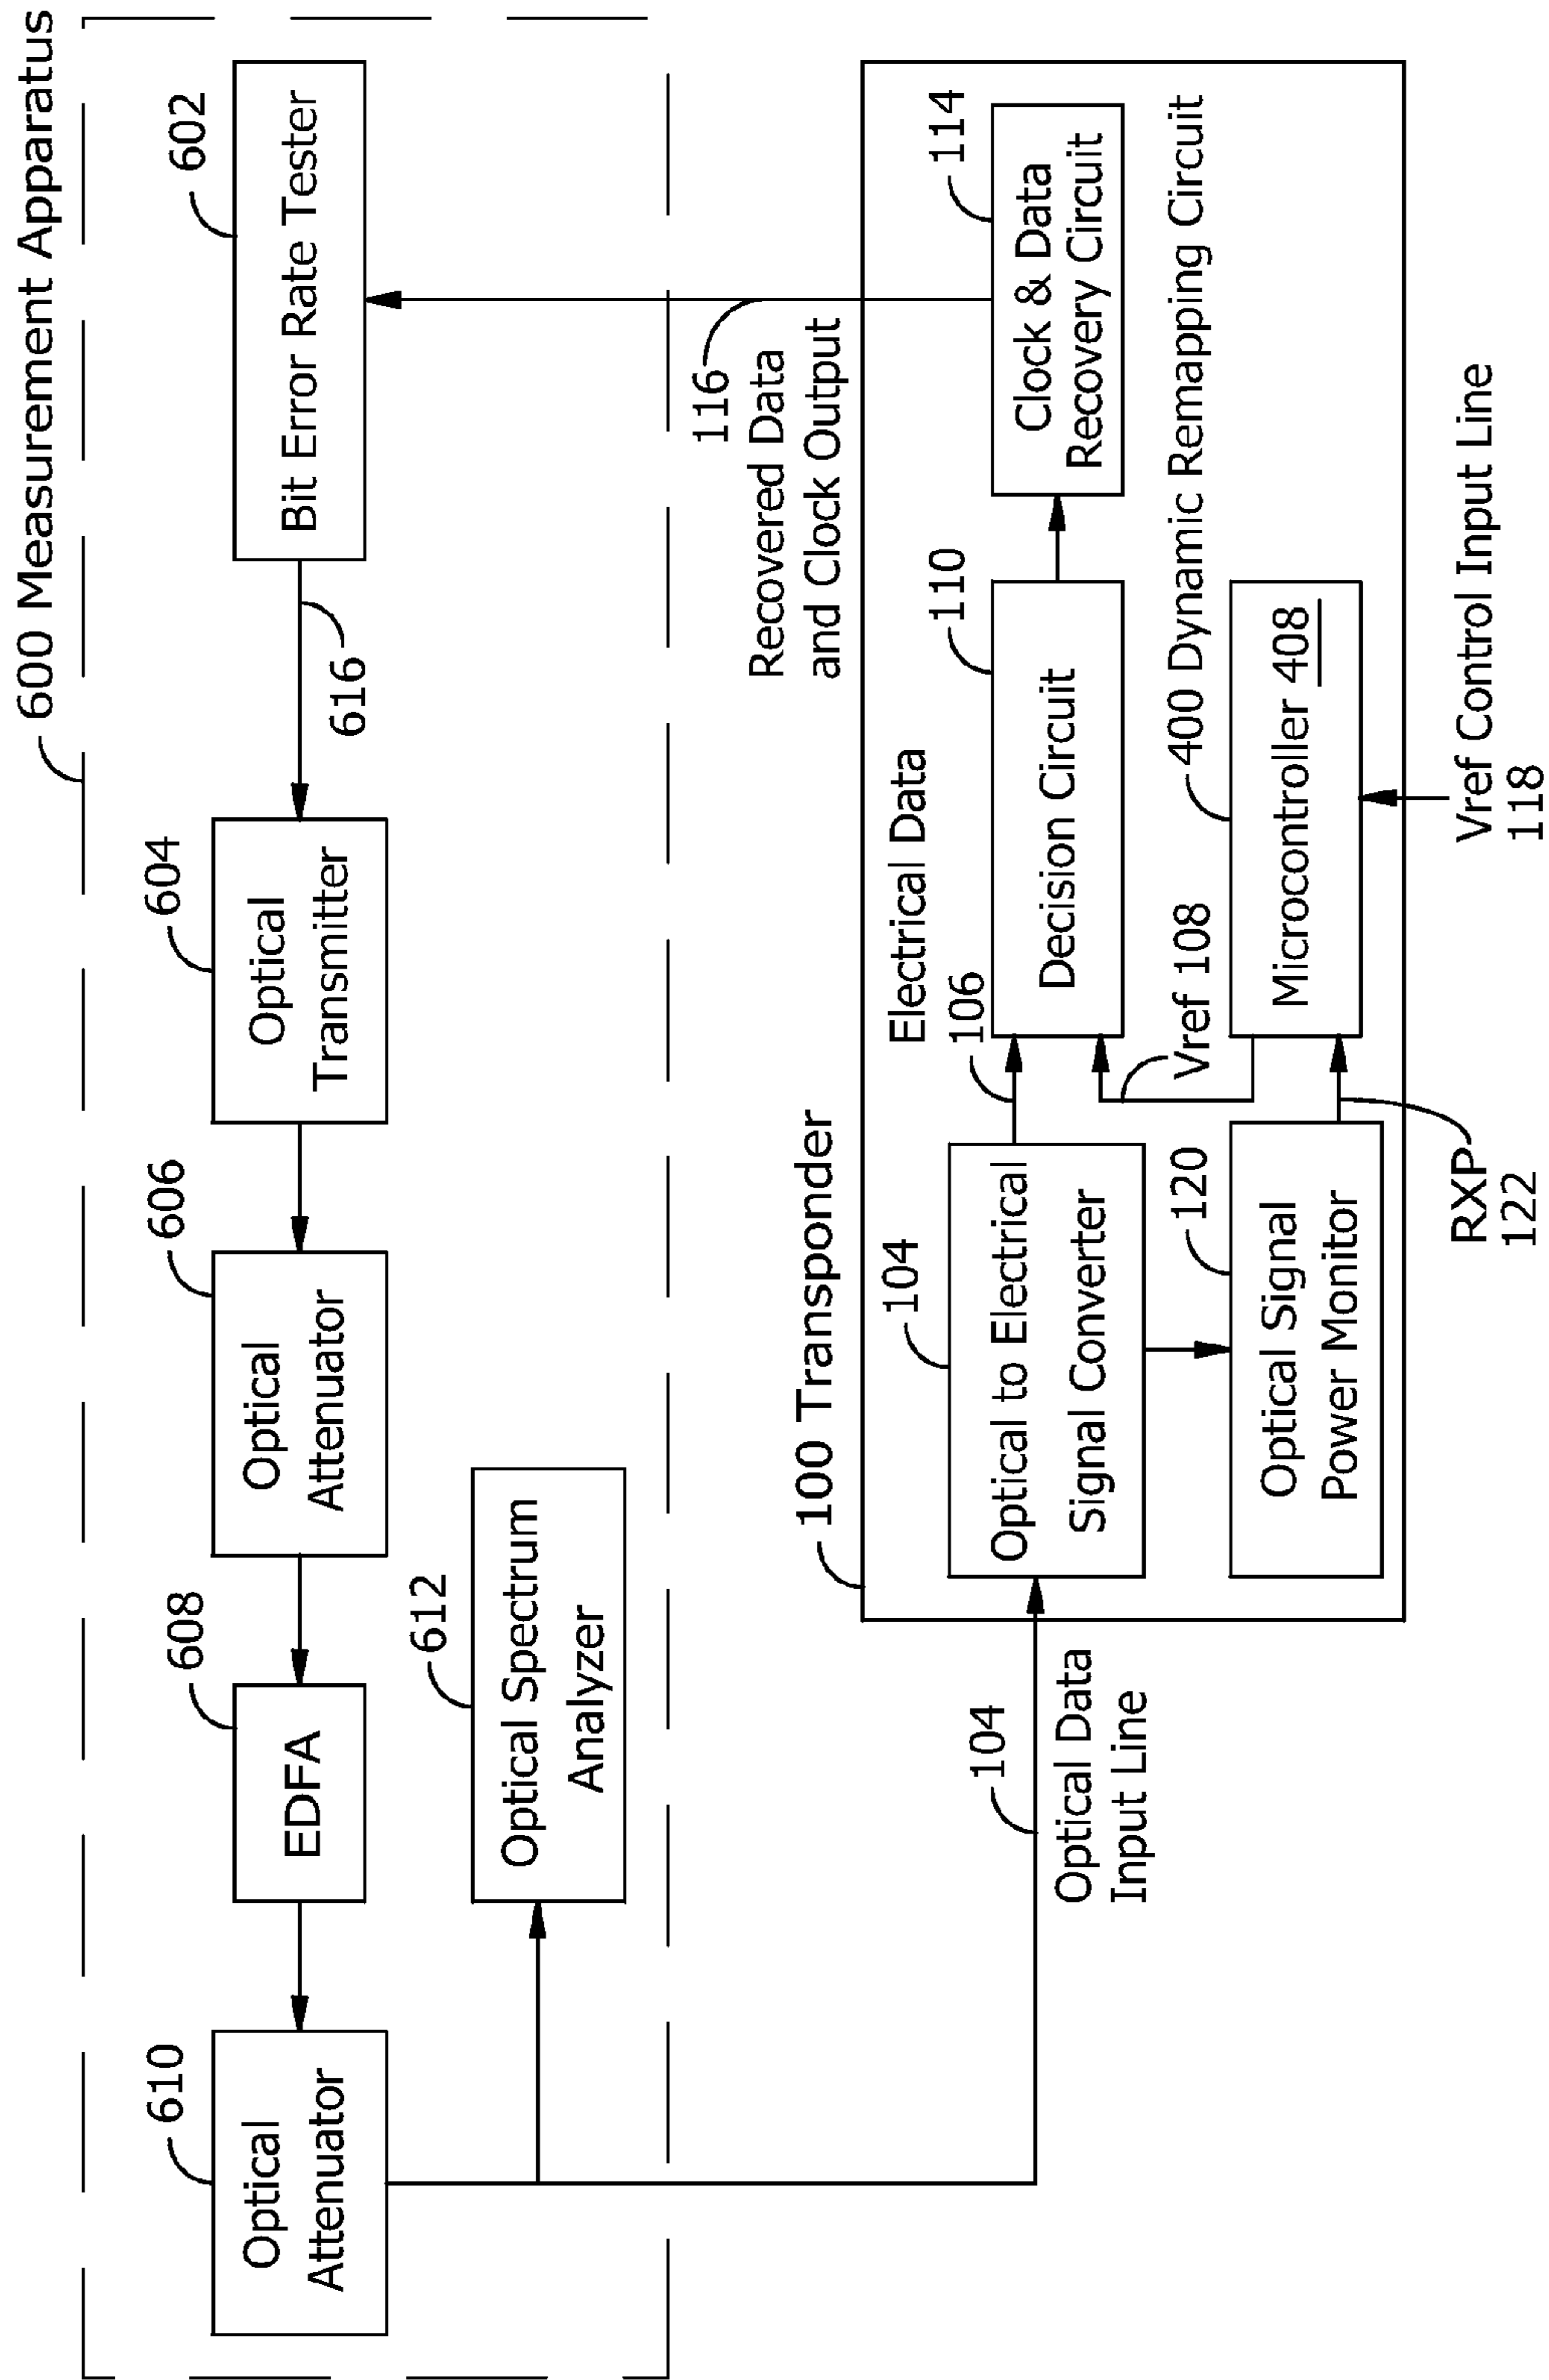 600 Measurement Apparatus
610
Optical
Attenuator
608
EDFA
606
Optical
Attenuator
604
Optical
Transmitter
616
602
Bit Error Rate Tester
612
Optical Spectrum
Analyzer
116
Recovered Data
and Clock Output
100 Transponder
104
Optical Data
Input Line
104
Optical to Electrical
Signal Converter
106
Electrical Data
110
Decision Circuit
114
Clock & Data
Recovery Circuit
120
Optical Signal
Power Monitor
Vref 108
400 Dynamic Remapping Circuit
Microcontroller 408
RXP
122
Vref Control Input Line
118